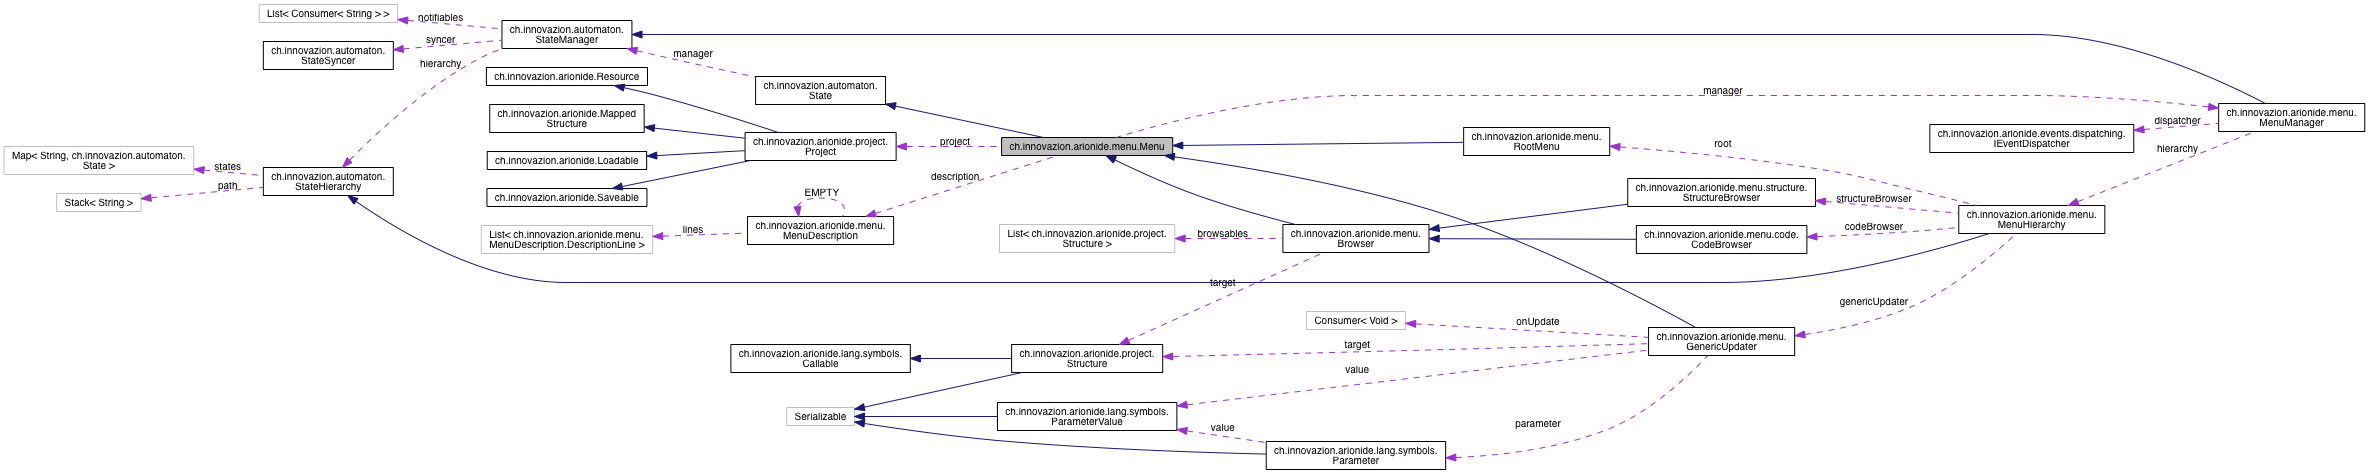 List< Consumer< String > >
notifiables
ch.innovazion.automaton.
StateManager
ch.innovazion.automaton.
StateSyncer
syncer
hierarchy
manager
ch.innovazion.arionide.Resource
ch.innovazion.automaton.
State
manager
ch.innovazion.arionide.menu.
MenuManager
ch.innovazion.arionide.Mapped
Structure
dispatcher
ch.innovazion.arionide.events.dispatching.
IEventDispatcher
ch.innovazion.arionide.project.
Project
project
ch.innovazion.arionide.menu.Menu
ch.innovazion.arionide.menu.
RootMenu
root
hierarchy
Map< String, ch.innovazion.automaton.
State >
states
ch.innovazion.arionide.Loadable
ch.innovazion.automaton.
StateHierarchy
path
Stack< String >
description
ch.innovazion.arionide.Saveable
EMPTY
ch.innovazion.arionide.menu.structure.
StructureBrowser
structureBrowser
ch.innovazion.arionide.menu.
MenuHierarchy
List< ch.innovazion.arionide.menu.
MenuDescription.DescriptionLine >
lines
ch.innovazion.arionide.menu.
MenuDescription
List< ch.innovazion.arionide.project.
Structure >
browsables
ch.innovazion.arionide.menu.
Browser
ch.innovazion.arionide.menu.code.
CodeBrowser
codeBrowser
target
genericUpdater
Consumer< Void >
onUpdate
ch.innovazion.arionide.menu.
GenericUpdater
ch.innovazion.arionide.lang.symbols.
Callable
ch.innovazion.arionide.project.
Structure
target
value
Serializable
ch.innovazion.arionide.lang.symbols.
ParameterValue
value
parameter
ch.innovazion.arionide.lang.symbols.
Parameter